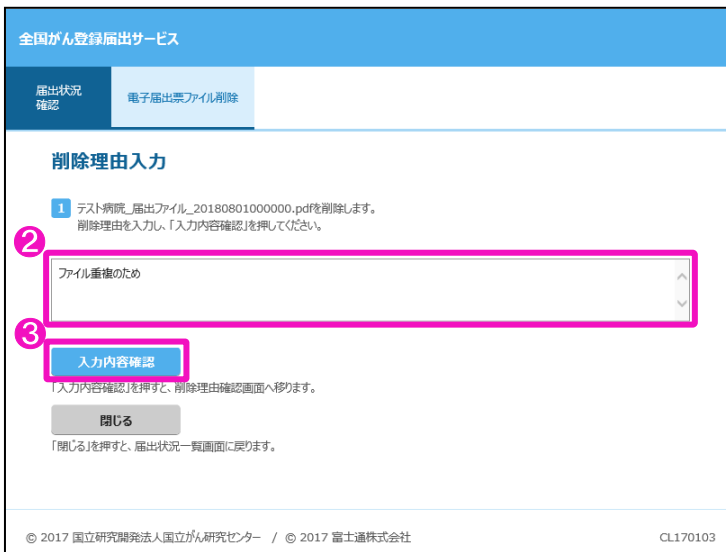 全国がん登録届出サービス
届出状況
確認
電子届出票ファイル削除
削除理由入力
1 テスト病院_届出ファイル_20180801000000.pdfを削除します。
削除理由を入力し、「入力内容確認」を押してください。
2
ファイル重複のため
3
入力内容確認
「入力内容確認」を押すと、削除理由確認画面へ移ります。
閉じる
「閉じる」を押すと、届出状況一覧画面に戻ります。
© 2017 国立研究開発法人国立がん研究センター / © 2017 富士通株式会社 CL170103